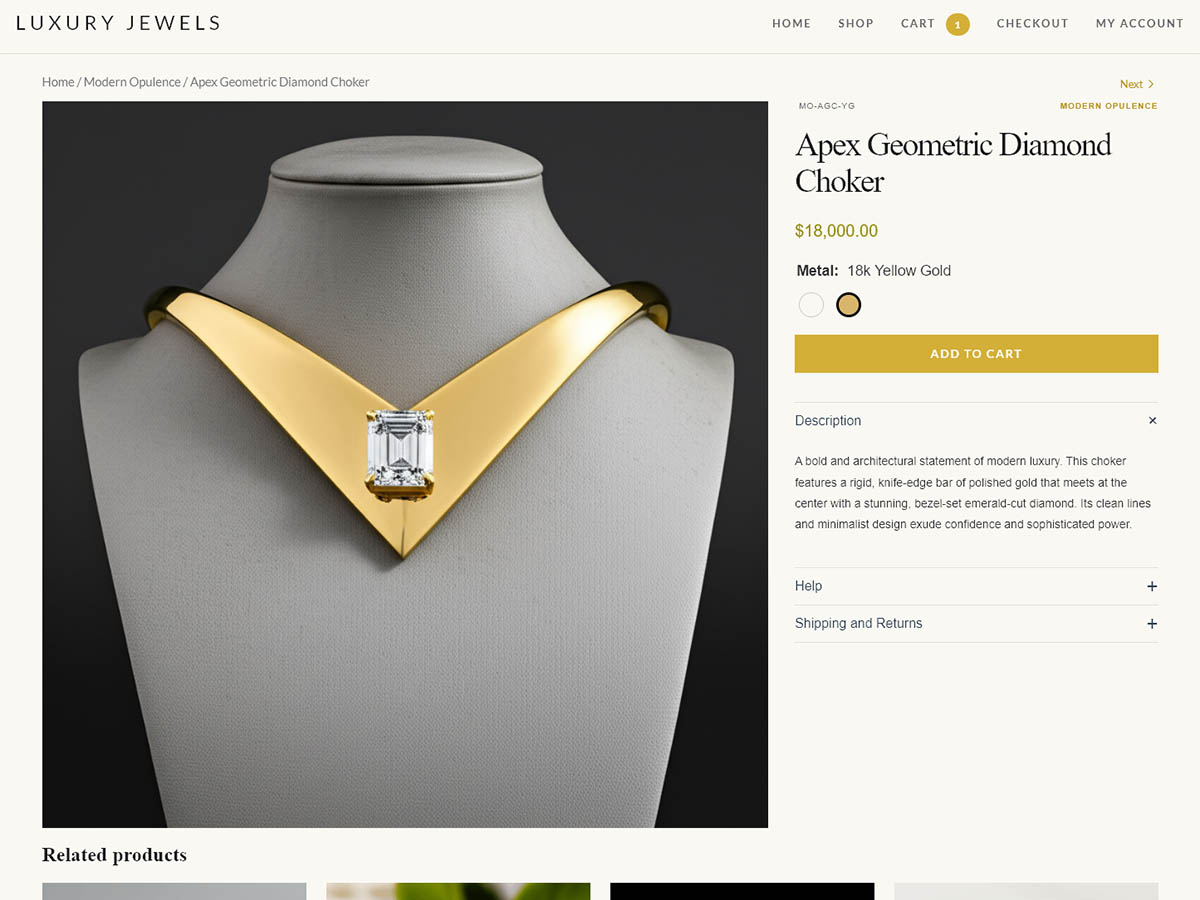 LUXURY JEWELS
HOME SHOP CART 1 CHECKOUT MY ACCOUNT
Home / Modern Opulence / Apex Geometric Diamond Choker
Next
MO-AGC-YG
MODERN OPULENCE
Apex Geometric Diamond
Choker
$18,000.00
Metal: 18k Yellow Gold
ADD TO CART
Description
A bold and architectural statement of modern luxury. This choker
features a rigid, knife-edge bar of polished gold that meets at the
center with a stunning, bezel-set emerald-cut diamond. Its clean lines
and minimalist design exude confidence and sophisticated power.
Help
Shipping and Returns
Related products